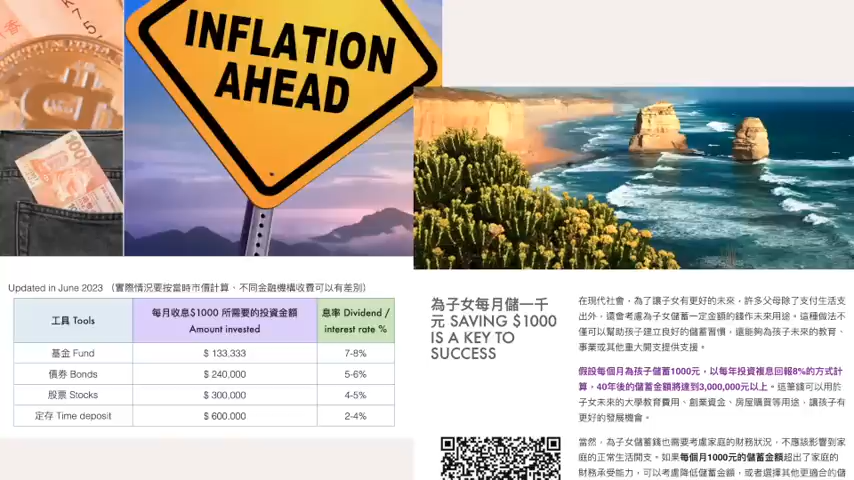 INFLATION
AHEAD
1000
Updated in June 2023 （實際情況要按當時市價計算、不同金融機構收費可以有差別）
工具 Tools
每月收息$1000 所需要的投資金額
Amount invested
息率 Dividend /
interest rate %
基金 Fund
$ 133,333
7-8%
債券 Bonds
$ 240,000
5-6%
股票 Stocks
$ 300,000
4-5%
定存 Time deposit
$ 600,000
2-4%
為子女每月儲一千
元 SAVING $1000
IS A KEY TO
SUCCESS
在現代社會，為了讓子女有更好的未來，許多父母除了支付生活支
出外，還會考慮為子女儲蓄一定金額的錢作未來用途。這種做法不
僅可以幫助孩子建立良好的儲蓄習慣，還能夠為孩子未來的教育、
事業或其他重大開支提供支援。
假設每個月為孩子儲蓄1000元，以每年投資複息回報8%的方式計
算，40年後的儲蓄金額將達到3,000,000元以上。這筆錢可以用於
子女未來的大學教育費用、創業資金、房屋購買等用途，讓孩子有
更好的發展機會。
當然，為子女儲蓄錢也需要考慮家庭的財務狀況，不應該影響到家
庭的正常生活開支。如果每個月1000元的儲蓄金額超出了家庭的
財務承受能力，可以考慮降低儲蓄金額，或者選擇其他更適合的儲